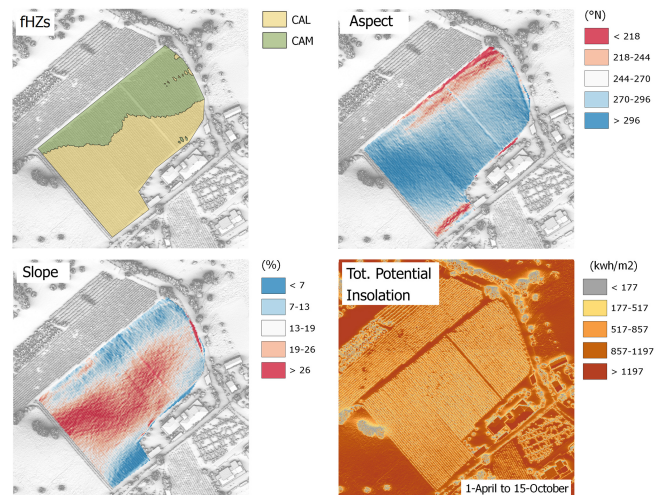 fHZs
CAL
CAM
Aspect
(°N)
< 218
218-244
244-270
270-296
> 296
Slope
(%)
< 7
7-13
13-19
19-26
> 26
Tot. Potential
Insolation
(kwh/m2)
< 177
177-517
517-857
857-1197
> 1197
1-April to 15-October